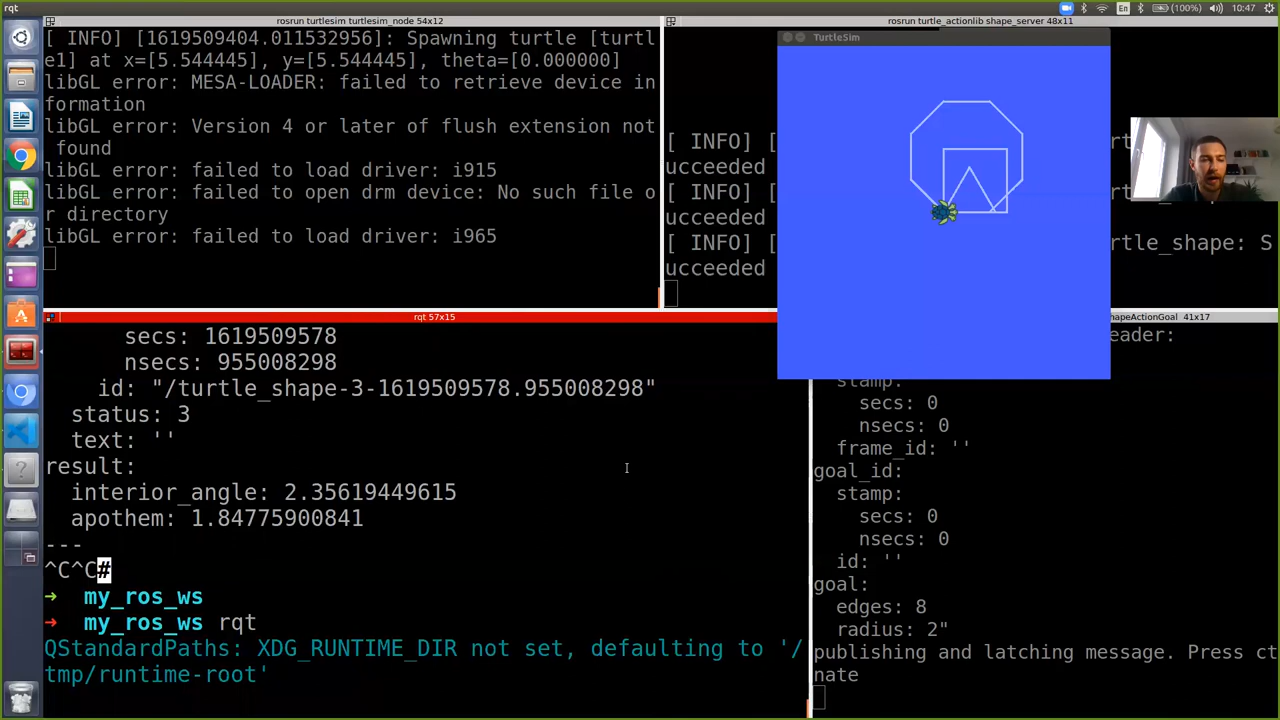 rqt
En
(100%)
10:47
rosrun turtlesim turtlesim_node 54x12
[ INFO] [1619509404.011532956]: Spawning turtle [turtl
e1] at x=[5.544445], y=[5.544445], theta=[0.000000]
libGL error: MESA-LOADER: failed to retrieve device in
formation
libGL error: Version 4 or later of flush extension not
 found
libGL error: failed to load driver: i915
libGL error: failed to open drm device: No such file o
r directory
libGL error: failed to load driver: i965
rosrun turtle_actionlib shape_server 48x11
[ INFO] [
ucceeded
[ INFO] [
ucceeded
[ INFO] [
rtle_shape: S
ucceeded
TurtleSim
rqt 57x15
secs: 1619509578
nsecs: 955008298
id: "/turtle_shape-3-1619509578.955008298"
status: 3
text: ''
result:
interior_angle: 2.35619449615
apothem: 1.84775900841
---
^C^C#
→ my_ros_ws
→ my_ros_ws rqt
QStandardPaths: XDG_RUNTIME_DIR not set, defaulting to '/
tmp/runtime-root'
hapeActionGoal 41x17
eader:
stamp:
secs: 0
nsecs: 0
frame_id: ''
goal_id:
stamp:
secs: 0
nsecs: 0
id: ''
goal:
edges: 8
radius: 2"
publishing and latching message. Press ct
nate